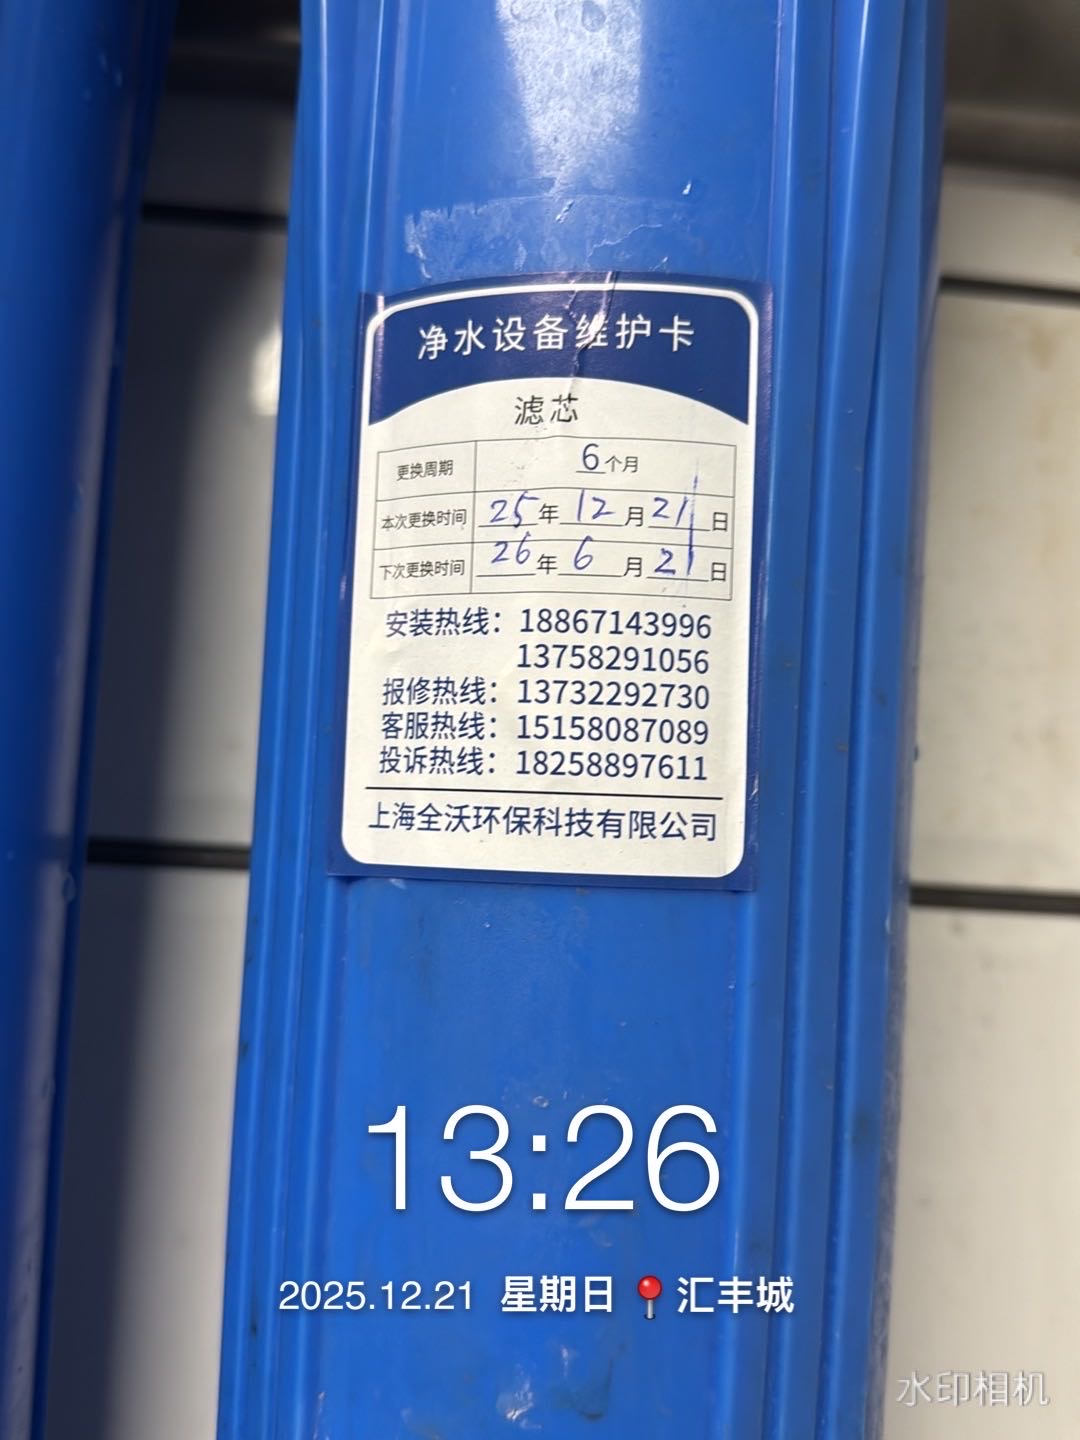 净水设备维护卡
滤芯
更换周期 6个月
本次更换时间 25年12月21日
下次更换时间 26年6月21日
安装热线：18867143996
13758291056
报修热线：13732292730
客服热线：15158087089
投诉热线：18258897611
上海全沃环保科技有限公司
13:26
2025.12.21 星期日 📍汇丰城
水印相机